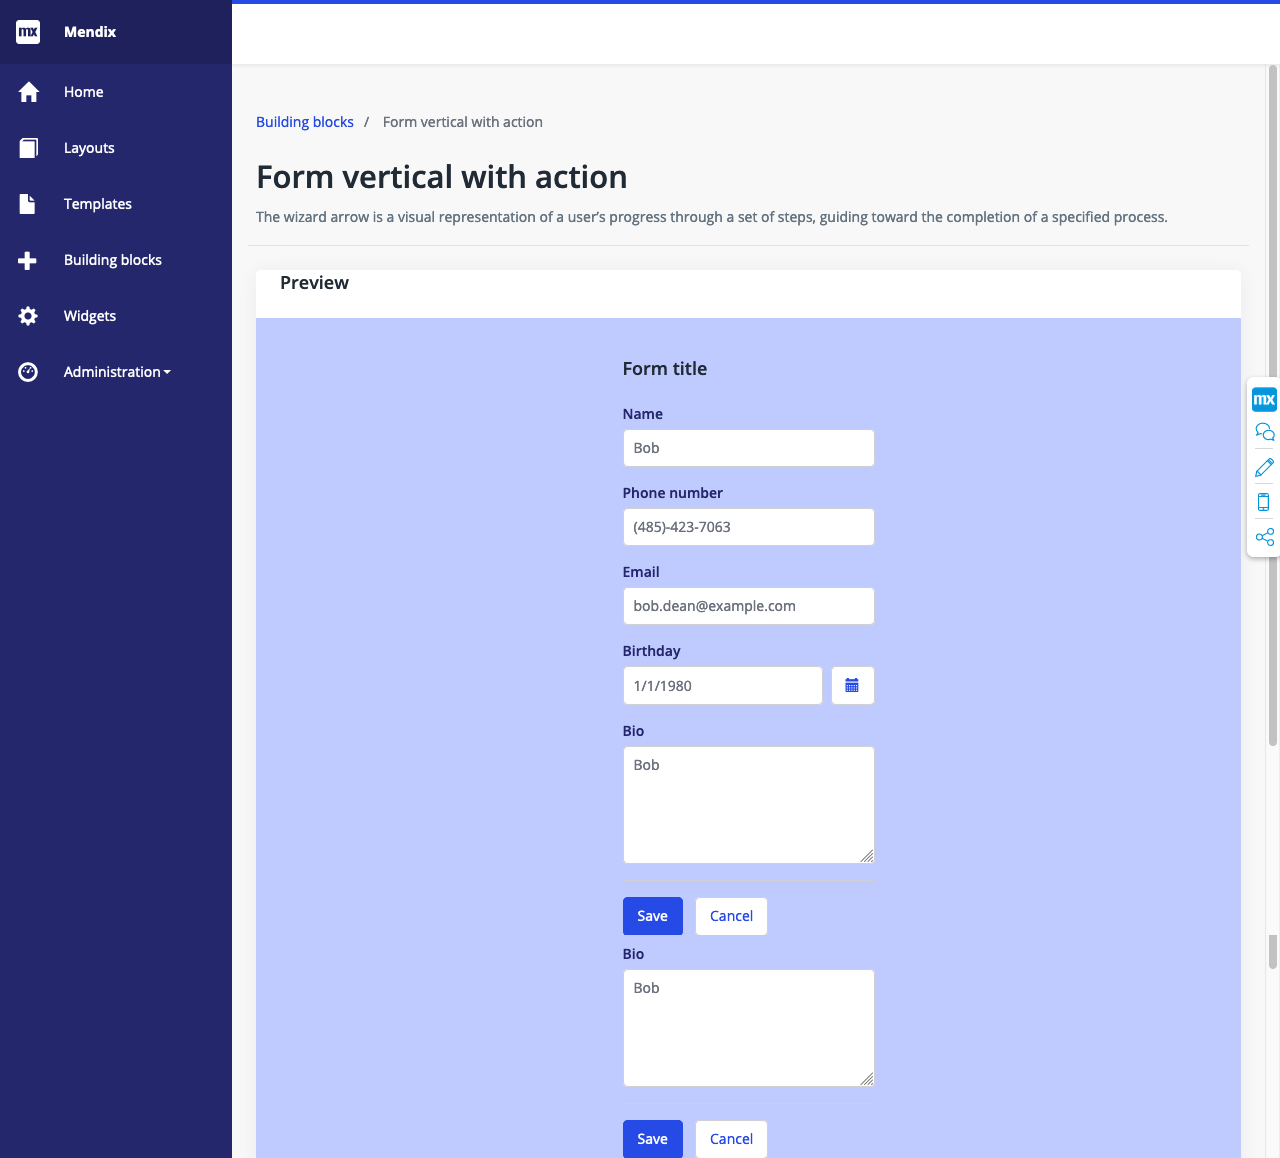 mx Mendix
Home
Layouts
Templates
Building blocks
Widgets
Administration
Building blocks / Form vertical with action
Form vertical with action
The wizard arrow is a visual representation of a user’s progress through a set of steps, guiding toward the completion of a specified process.
Preview
Form title
Name
Bob
Phone number
(485)-423-7063
Email
bob.dean@example.com
Birthday
1/1/1980
Bio
Bob
Save Cancel
Bio
Bob
Save Cancel
mx